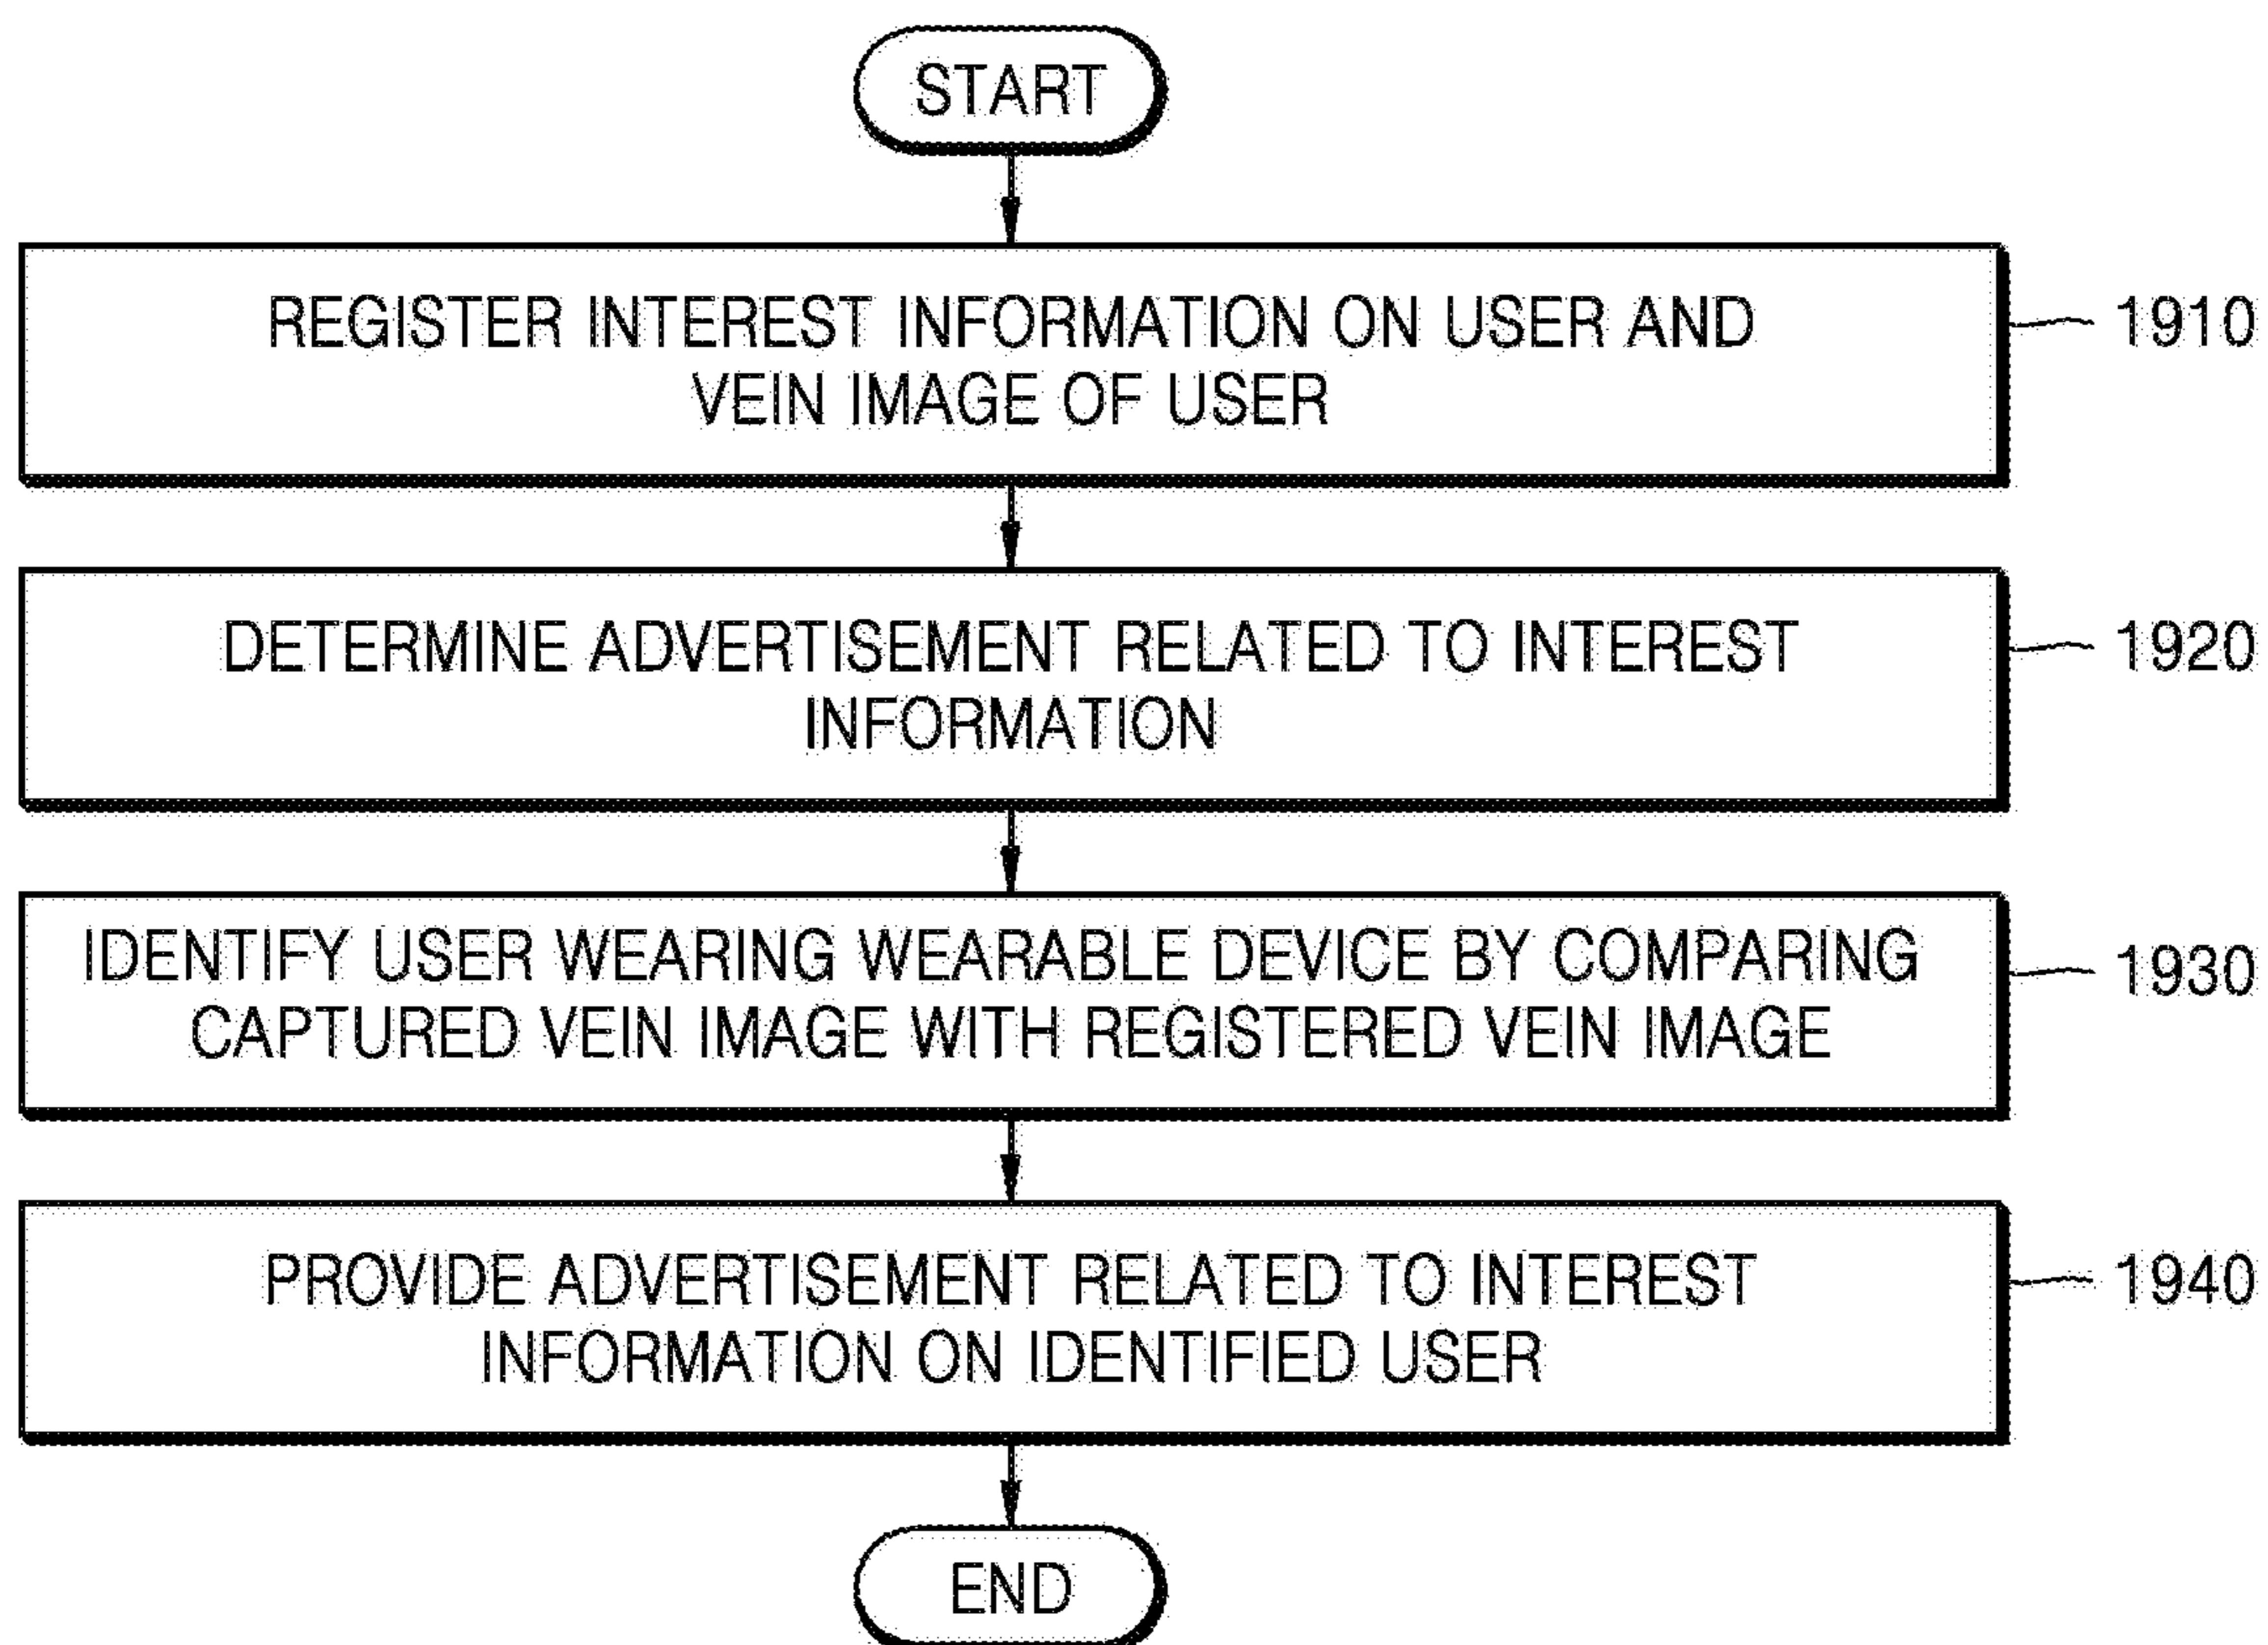 START
REGISTER INTEREST INFORMATION ON USER AND
VEIN IMAGE OF USER
1910
DETERMINE ADVERTISEMENT RELATED TO INTEREST
INFORMATION
1920
IDENTIFY USER WEARING WEARABLE DEVICE BY COMPARING
CAPTURED VEIN IMAGE WITH REGISTERED VEIN IMAGE
1930
PROVIDE ADVERTISEMENT RELATED TO INTEREST
INFORMATION ON IDENTIFIED USER
1940
END